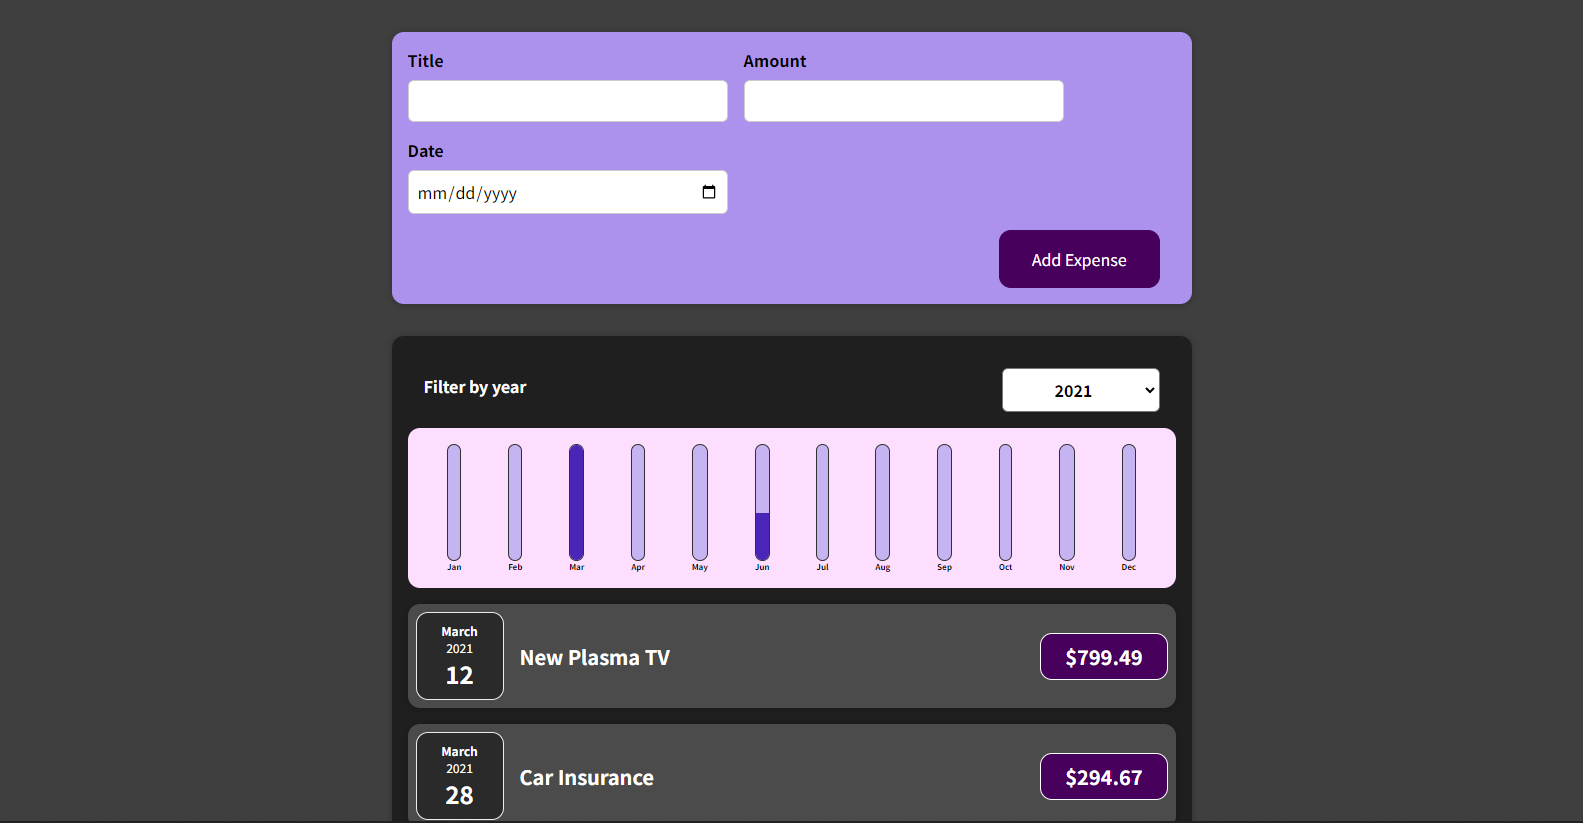 Title Amount
Date
mm/dd/yyyy
Add Expense
Filter by year 2021
Jan Feb Mar Apr May Jun Jul Aug Sep Oct Nov Dec
March
2021
12
New Plasma TV
$799.49
March
2021
28
Car Insurance
$294.67